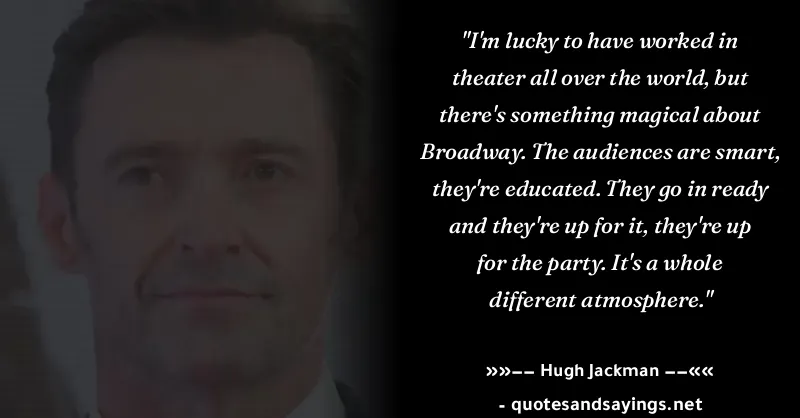 "I'm lucky to have worked in
theater all over the world, but
there's something magical about
Broadway. The audiences are smart,
they're educated. They go in ready
and they're up for it, they're up
for the party. It's a whole
different atmosphere."
»»–– Hugh Jackman ––««
- quotesandsayings.net